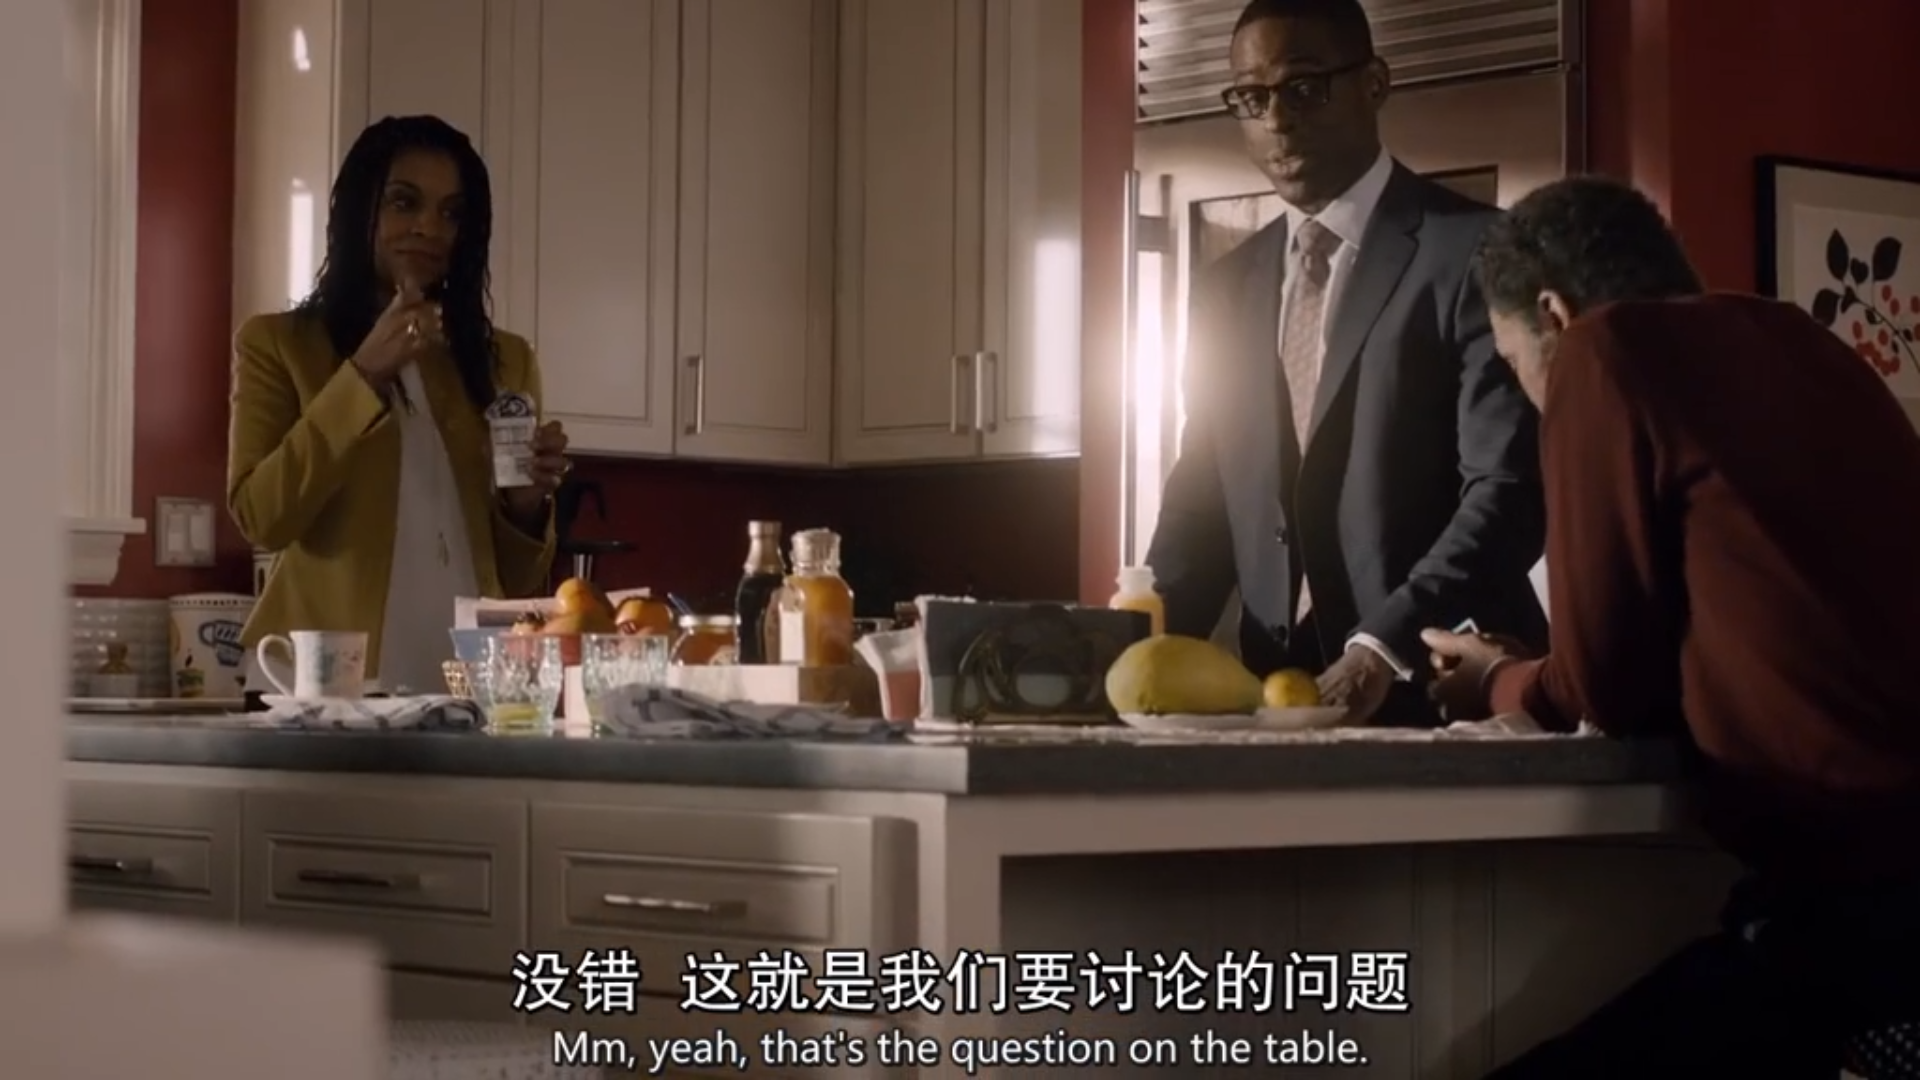 没错 这就是我们要讨论的问题
Mm, yeah, that's the question on the table.